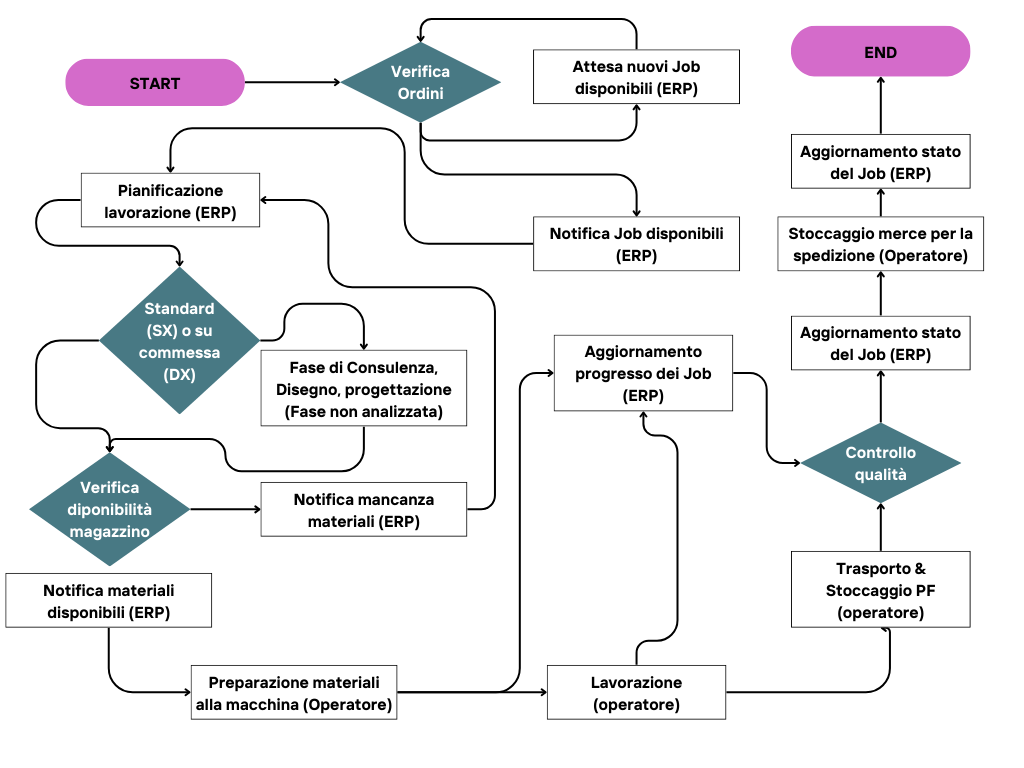 START
Verifica
Ordini
Attesa nuovi Job
disponibili (ERP)
END
Aggiornamento stato
del Job (ERP)
Pianificazione
lavorazione (ERP)
Notifica Job disponibili
(ERP)
Stoccaggio merce per la
spedizione (Operatore)
Standard
(SX) o su
commessa
(DX)
Fase di Consulenza,
Disegno, progettazione
(Fase non analizzata)
Aggiornamento
progresso dei Job
(ERP)
Aggiornamento stato
del Job (ERP)
Controllo
qualità
Verifica
diponibilità
magazzino
Notifica mancanza
materiali (ERP)
Notifica materiali
disponibili (ERP)
Trasporto &
Stoccaggio PF
(operatore)
Preparazione materiali
alla macchina (Operatore)
Lavorazione
(operatore)